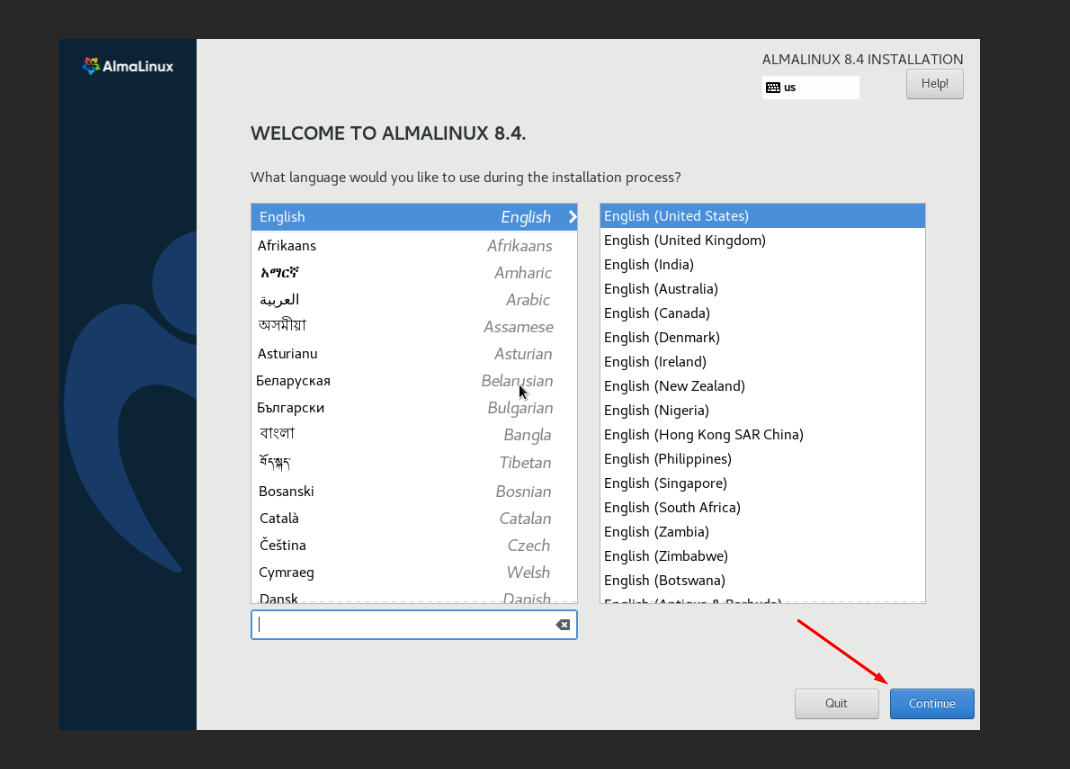 AlmaLinux
ALMALINUX 8.4 INSTALLATION
us
Help!
WELCOME TO ALMALINUX 8.4.
What language would you like to use during the installation process?
English English
Afrikaans Afrikaans
አማርኛ Amharic
العربية Arabic
অসমীয়া Assamese
Asturianu Asturian
Беларуская Belarusian
Български Bulgarian
বাংলা Bangla
བོད་སྐད་ Tibetan
Bosanski Bosnian
Català Catalan
Čeština Czech
Cymraeg Welsh
Dansk Danish
English (United States)
English (United Kingdom)
English (India)
English (Australia)
English (Canada)
English (Denmark)
English (Ireland)
English (New Zealand)
English (Nigeria)
English (Hong Kong SAR China)
English (Philippines)
English (Singapore)
English (South Africa)
English (Zambia)
English (Zimbabwe)
English (Botswana)
English (Antigua & Barbuda)
Quit
Continue